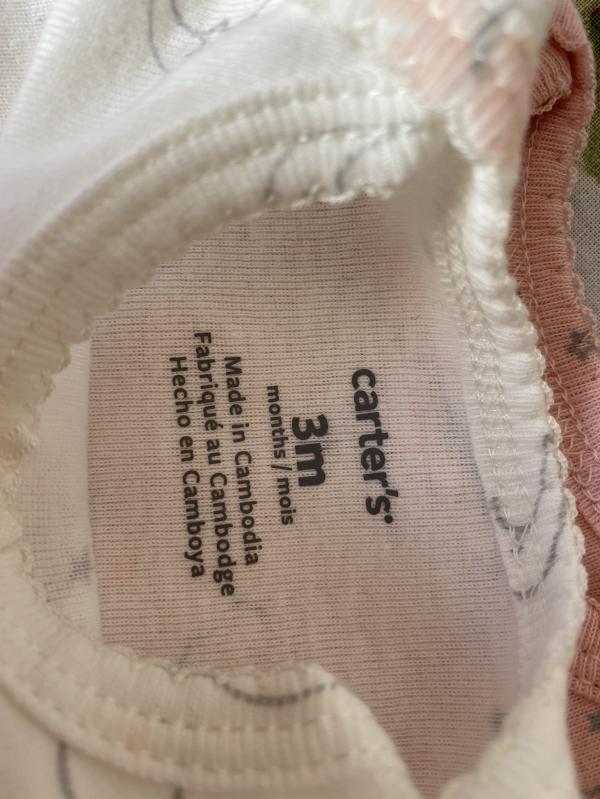 carter's
3m
months / mois
Made in Cambodia
Fabriqué au Cambodge
Hecho en Camboya